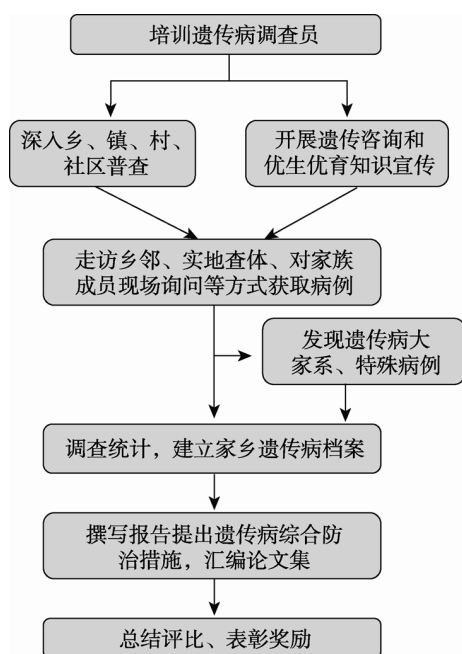 培训遗传病调查员
深入乡、镇、村、
社区普查
开展遗传咨询和
优生优育知识宣传
走访乡邻、实地查体、对家族
成员现场询问等方式获取病例
发现遗传病大
家系、特殊病例
调查统计，建立家乡遗传病档案
撰写报告提出遗传病综合防
治措施，汇编论文集
总结评比、表彰奖励